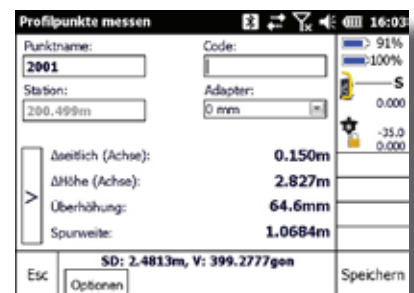 Profilpunkte messen 16:03
Punktname: Code: 91%
100%
2001
Station: Adapter: S
200.499m 0 mm 0.000
Δseitlich (Achse): 0.150m -35.0
0.000
ΔHöhe (Achse): 2.827m
> Überhöhung: 64.6mm
Spurweite: 1.0684m
SD: 2.4813m, V: 399.2777gon
Esc Optionen Speichern